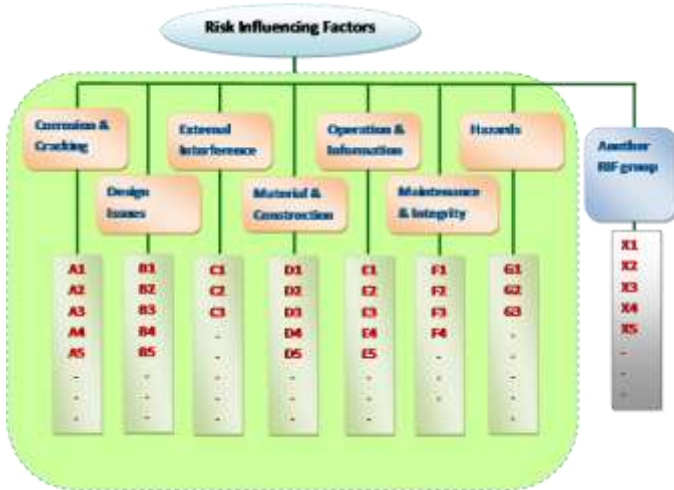 Risk Influencing Factors
Corrosion &
Cracking
External
Interference
Operation &
Information
Hazards
Another
RIF group
Design
Issues
Material &
Construction
Maintenance
& Integrity
A1
A2
A3
A4
A5
-
-
-
B1
B2
B3
B4
B5
-
-
-
C1
C2
C3
-
-
-
-
-
D1
D2
D3
D4
D5
-
-
-
E1
E2
E3
E4
E5
-
-
-
F1
F2
F3
F4
-
-
-
G1
G2
G3
-
-
-
-
-
X1
X2
X3
X4
X5
-
-
-